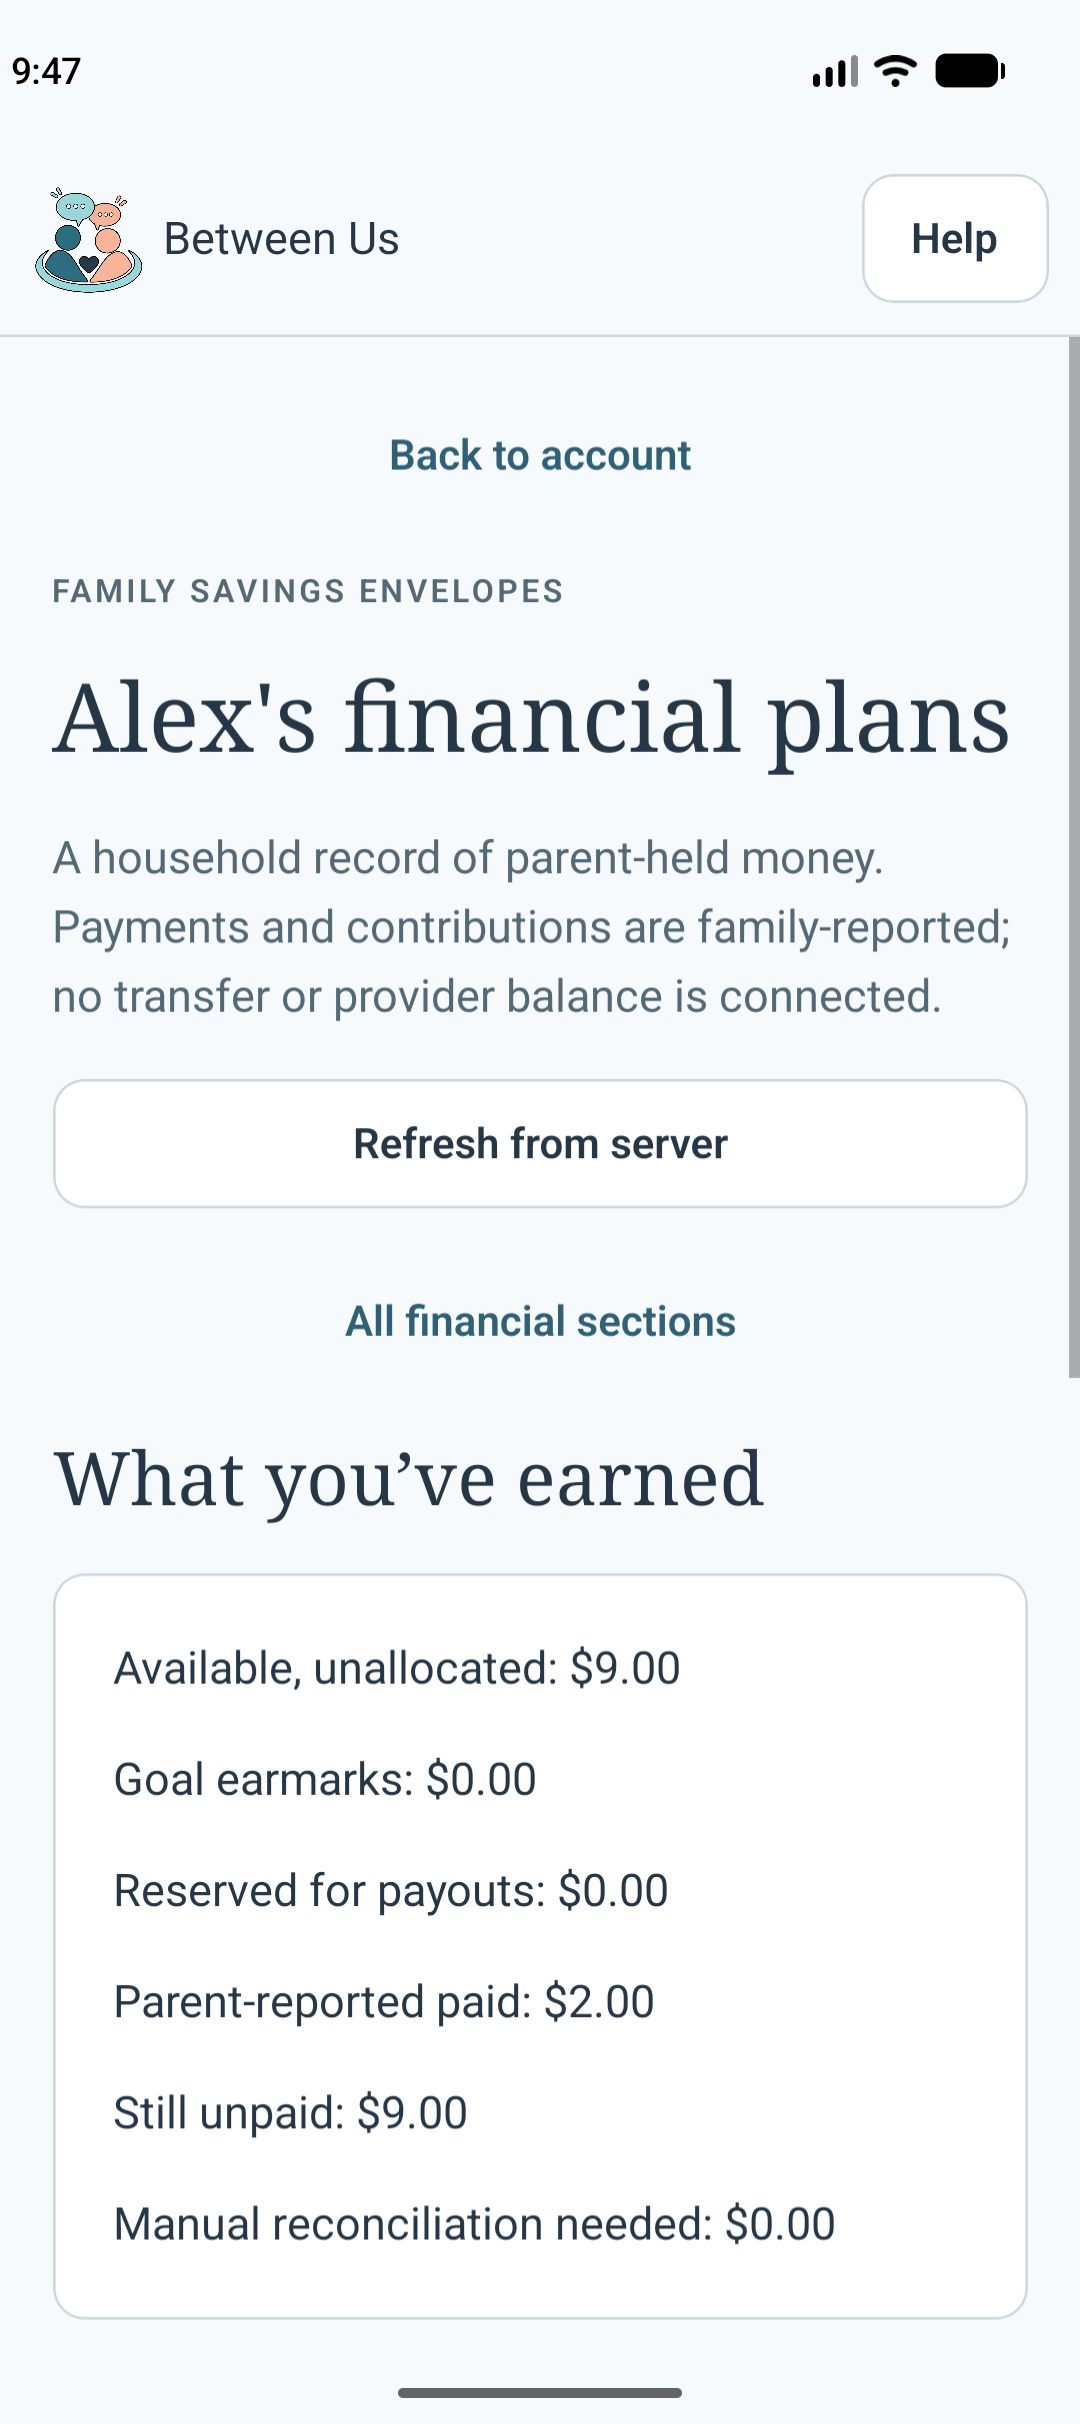 9:47
Between Us
Help
Back to account
FAMILY SAVINGS ENVELOPES
Alex's financial plans
A household record of parent-held money.
Payments and contributions are family-reported;
no transfer or provider balance is connected.
Refresh from server
All financial sections
What you’ve earned
Available, unallocated: $9.00
Goal earmarks: $0.00
Reserved for payouts: $0.00
Parent-reported paid: $2.00
Still unpaid: $9.00
Manual reconciliation needed: $0.00